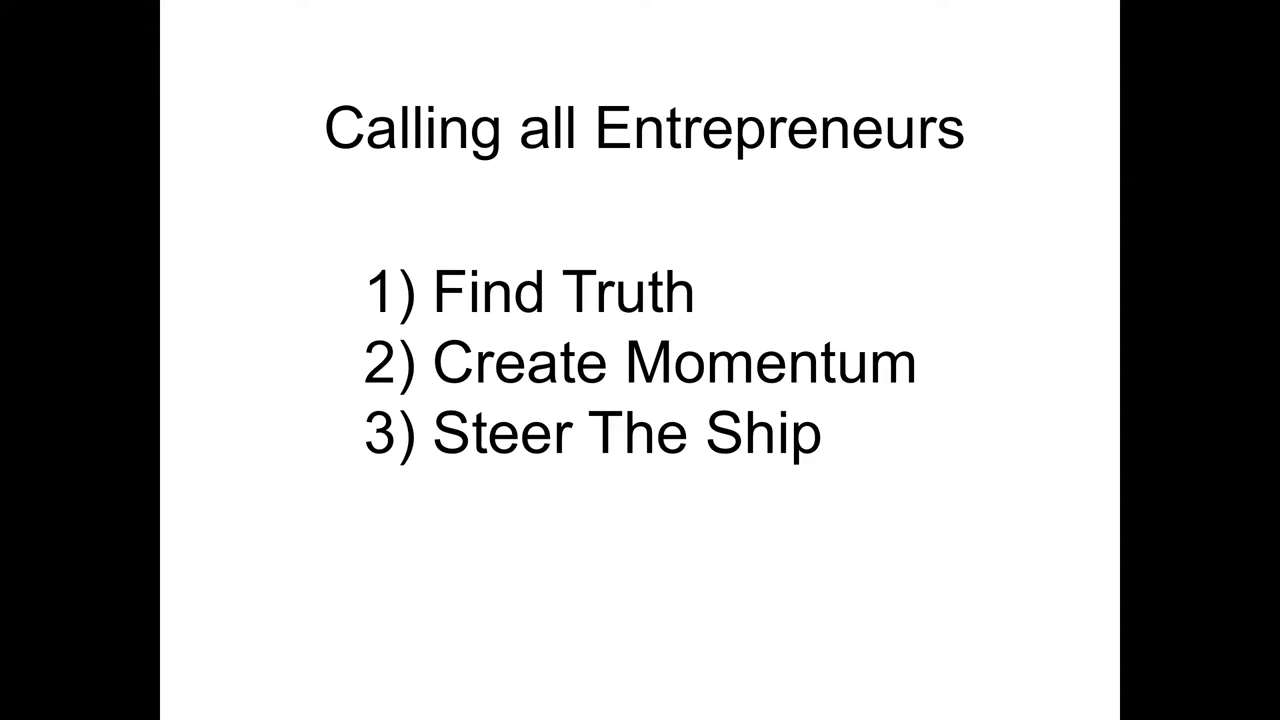 Calling all Entrepreneurs
1) Find Truth
2) Create Momentum
3) Steer The Ship